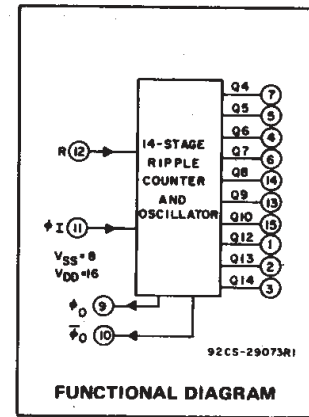 Q4 7
Q5 5
Q6 4
Q7 6
Q8 14
Q9 13
Q10 15
Q12 1
Q13 2
Q14 3
R 12
14-STAGE
RIPPLE
COUNTER
AND
OSCILLATOR
ϕI 11
VSS=8
VDD=16
ϕO 9
ϕ̅O 10
92CS-29073R1
FUNCTIONAL DIAGRAM